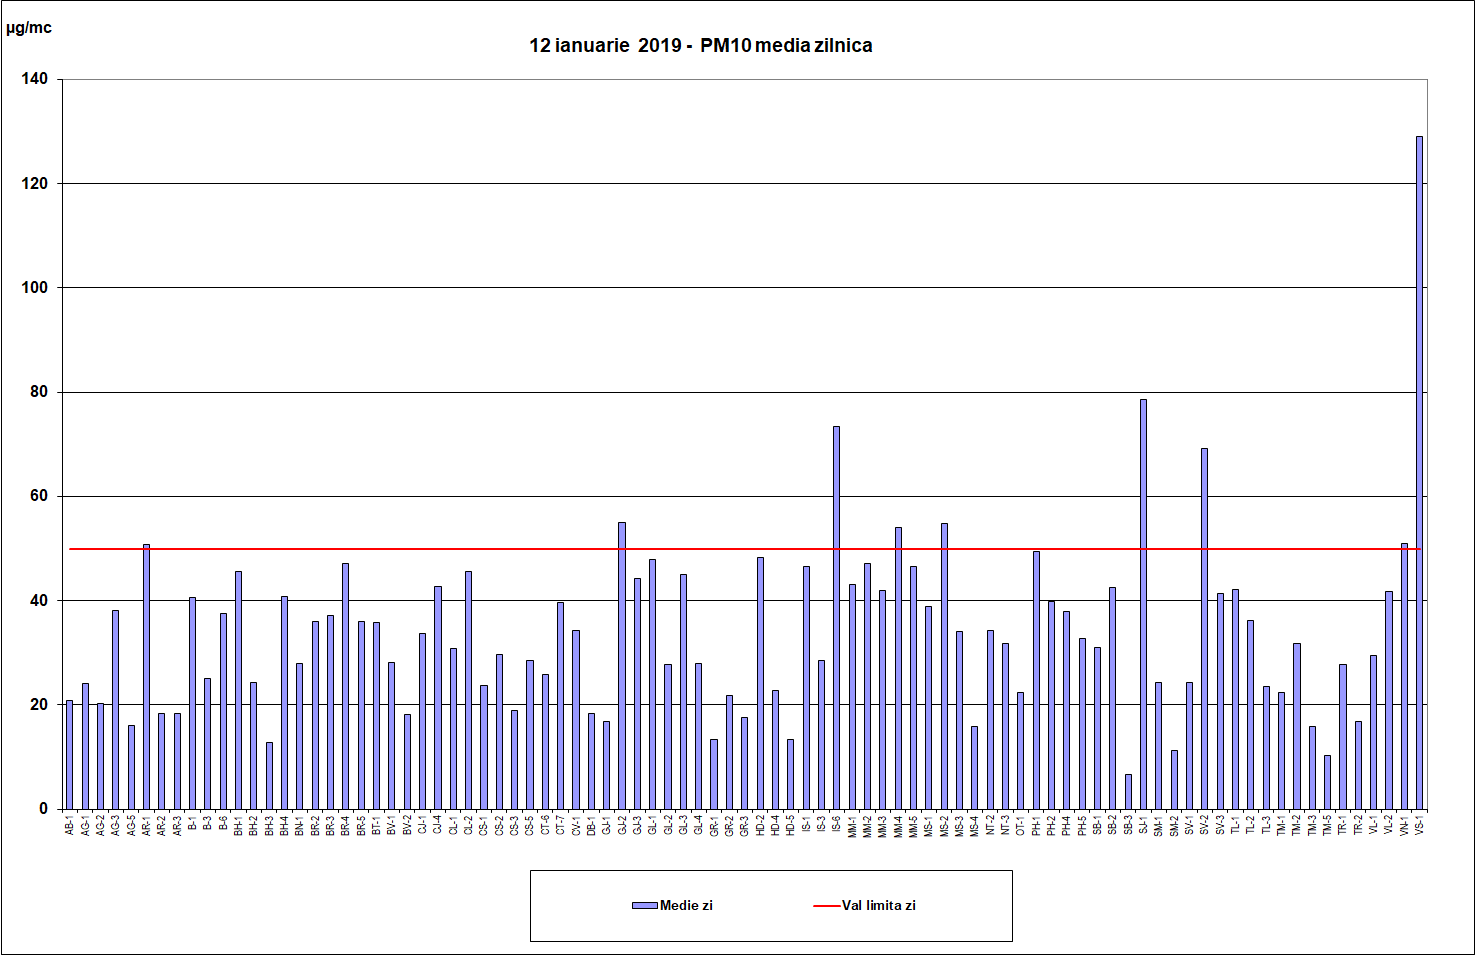 µg/mc
12 ianuarie 2019 - PM10 media zilnica
140
120
100
80
60
40
20
0
AB-1 AG-1 AG-2 AG-3 AG-5 AR-1 AR-2 AR-3 B-1 B-3 B-6 BH-1 BH-2 BH-3 BH-4 BN-1 BR-2 BR-3 BR-4 BR-5 BT-1 BV-1 BV-2 CJ-1 CJ-4 CL-1 CL-2 CS-1 CS-2 CS-3 CS-5 CT-6 CT-7 CV-1 DB-1 GJ-1 GJ-2 GJ-3 GL-1 GL-2 GL-3 GL-4 GR-1 GR-2 GR-3 HD-2 HD-4 HD-5 IS-1 IS-3 IS-6 MM-1 MM-2 MM-3 MM-4 MM-5 MS-1 MS-2 MS-3 MS-4 NT-2 NT-3 OT-1 PH-1 PH-2 PH-4 PH-5 SB-1 SB-2 SB-3 SJ-1 SM-1 SM-2 SV-1 SV-2 SV-3 TL-1 TL-2 TL-3 TM-1 TM-2 TM-3 TM-5 TR-1 TR-2 VL-1 VL-2 VN-1 VS-1
Medie zi Val limita zi